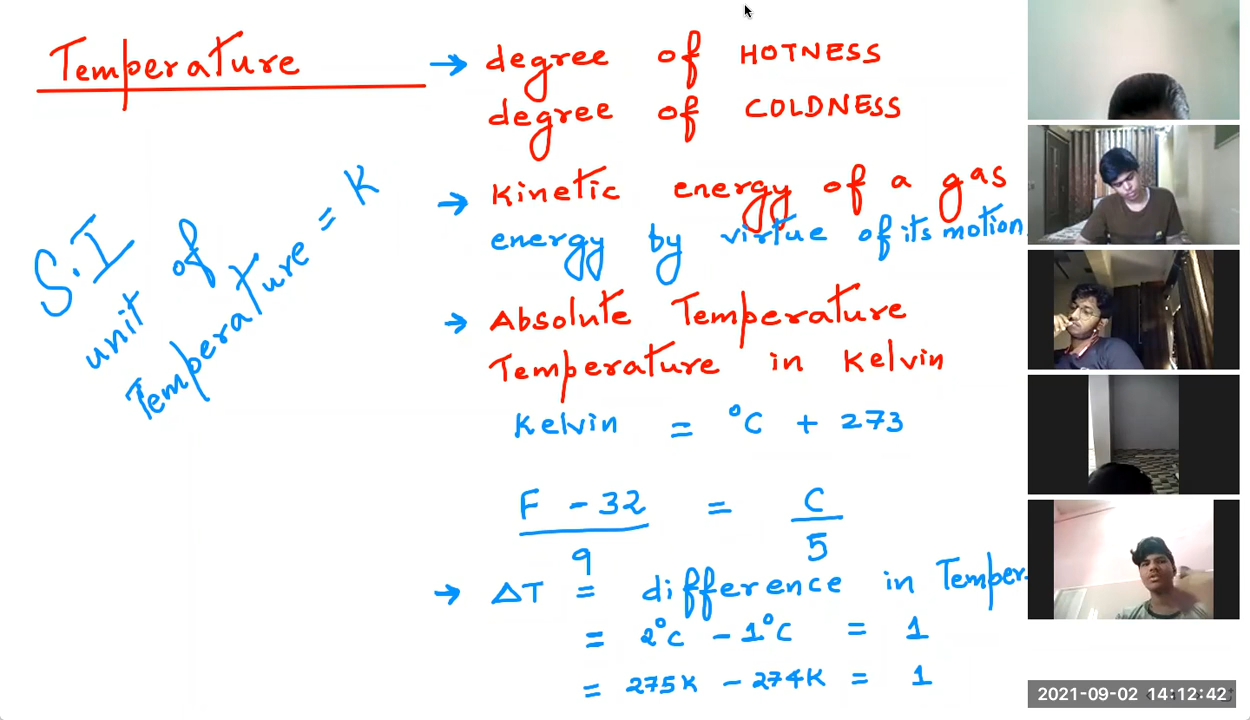 Temperature
→ degree of HOTNESS
degree of COLDNESS
→ Kinetic energy of a gas
energy by virtue of its motion
→ Absolute Temperature
Temperature in Kelvin
Kelvin = °C + 273
F - 32 = C
9 5
→ ΔT = difference in Temper
= 2°C - 1°C = 1
= 275K - 274K = 1
S.I
unit of
Temperature = K
2021-09-02 14:12:42